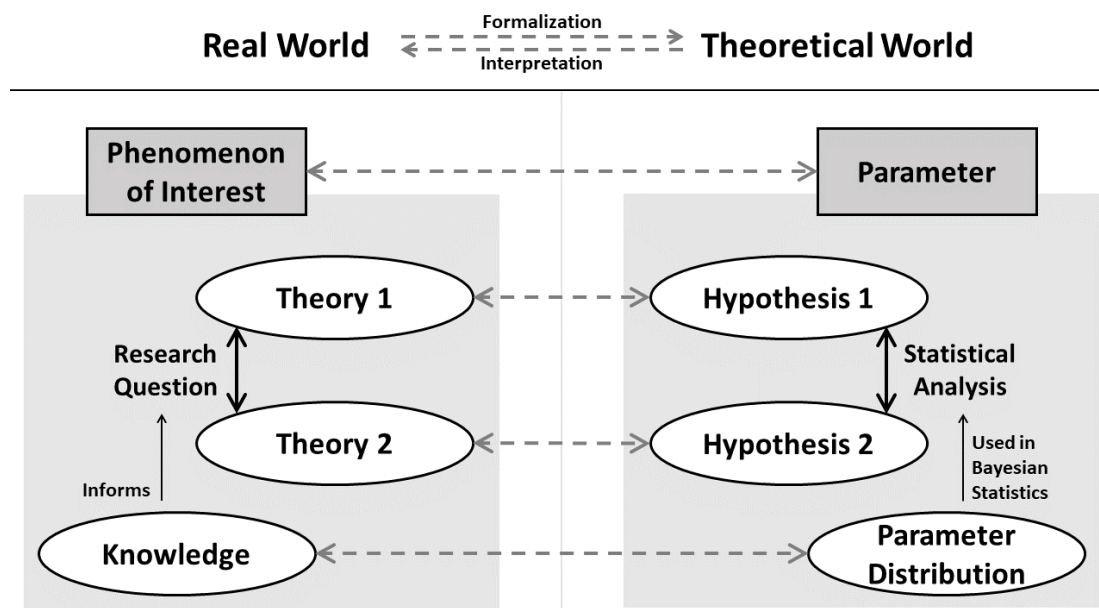 Formalization
Real World
Theoretical World
Interpretation
Phenomenon
of Interest
Parameter
Theory 1
Hypothesis 1
Research
Question
Statistical
Analysis
Theory 2
Hypothesis 2
Informs
Used in
Bayesian
Statistics
Knowledge
Parameter
Distribution